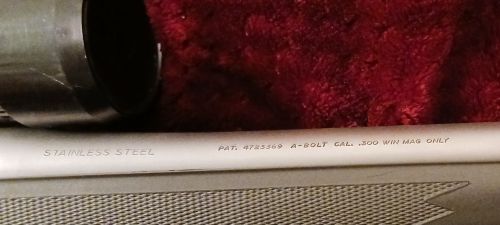 STAINLESS STEEL PAT. 4723369 A-BOLT CAL. .300 WIN MAG ONLY